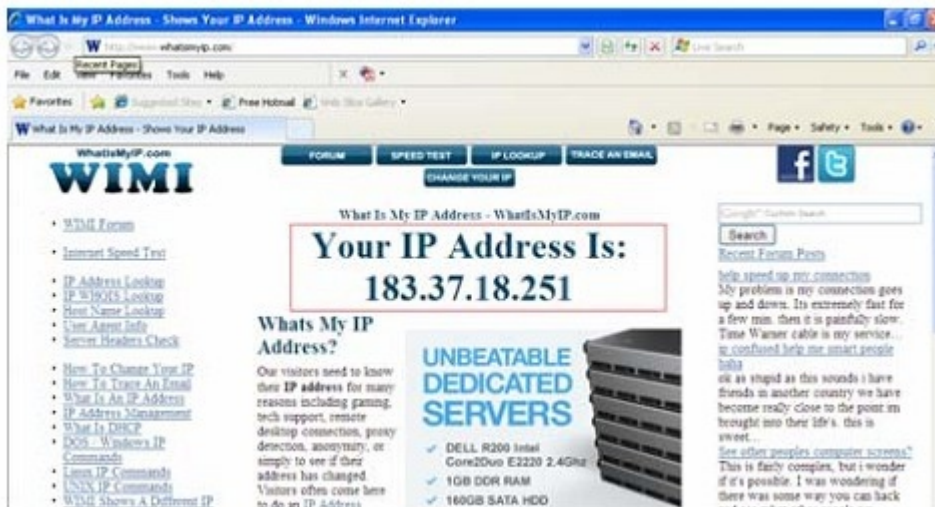 What Is My IP Address - Shows Your IP Address - Windows Internet Explorer
http://www.whatismyip.com/
Live Search
Recent Pages
File Edit View Favorites Tools Help
Favorites Suggested Sites Free Hotmail Web Slice Gallery
What Is My IP Address - Shows Your IP Address
Page Safety Tools
WhatIsMyIP.com
WIMI
FORUM SPEED TEST IP LOOKUP TRACE AN EMAIL
CHANGE YOUR IP
WIMI Forum
Internet Speed Test
IP Address Lookup
IP WHOIS Lookup
Host Name Lookup
User Agent Info
Server Headers Check
How To Change Your IP
How To Trace An Email
What Is An IP Address
IP Address Management
What Is DHCP
DOS - Windows IP
Commands
Linux IP Commands
UNIX IP Commands
WIMI Shows A Different IP
What Is My IP Address - WhatIsMyIP.com
Your IP Address Is:
183.37.18.251
Whats My IP
Address?
Our visitors need to know
their IP address for many
reasons including gaming,
tech support, remote
desktop connection, proxy
detection, anonymity, or
simply to see if their
address has changed.
Visitors often come here
to do an IP Address
UNBEATABLE
DEDICATED
SERVERS
DELL R200 Intel
Core2Duo E2220 2.4Ghz
1GB DDR RAM
160GB SATA HDD
Google Custom Search
Search
Recent Forum Posts
help speed up my connection
My problem is my connection goes
up and down. Its extremely fast for
a few min. then it is painfully slow.
Time Warner cable is my service...
ip confused help me smart people
haha
ok as stupid as this sounds i have
friends in another country we have
become really close to the point im
brought into their life's. this is
sweet...
See other peoples computer screens?
This is fairly complex, but i wonder
if it's possible. I was wondering if
there was some way you can hack